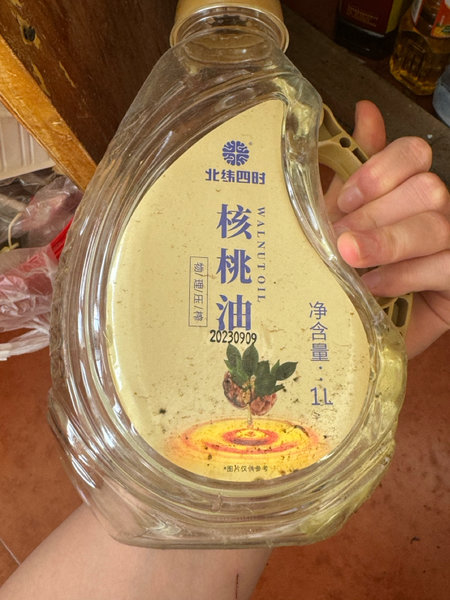 北纬四时
核桃油
WALNUT OIL
物/理/压/榨
20230909
净含量：1L
*图片仅供参考